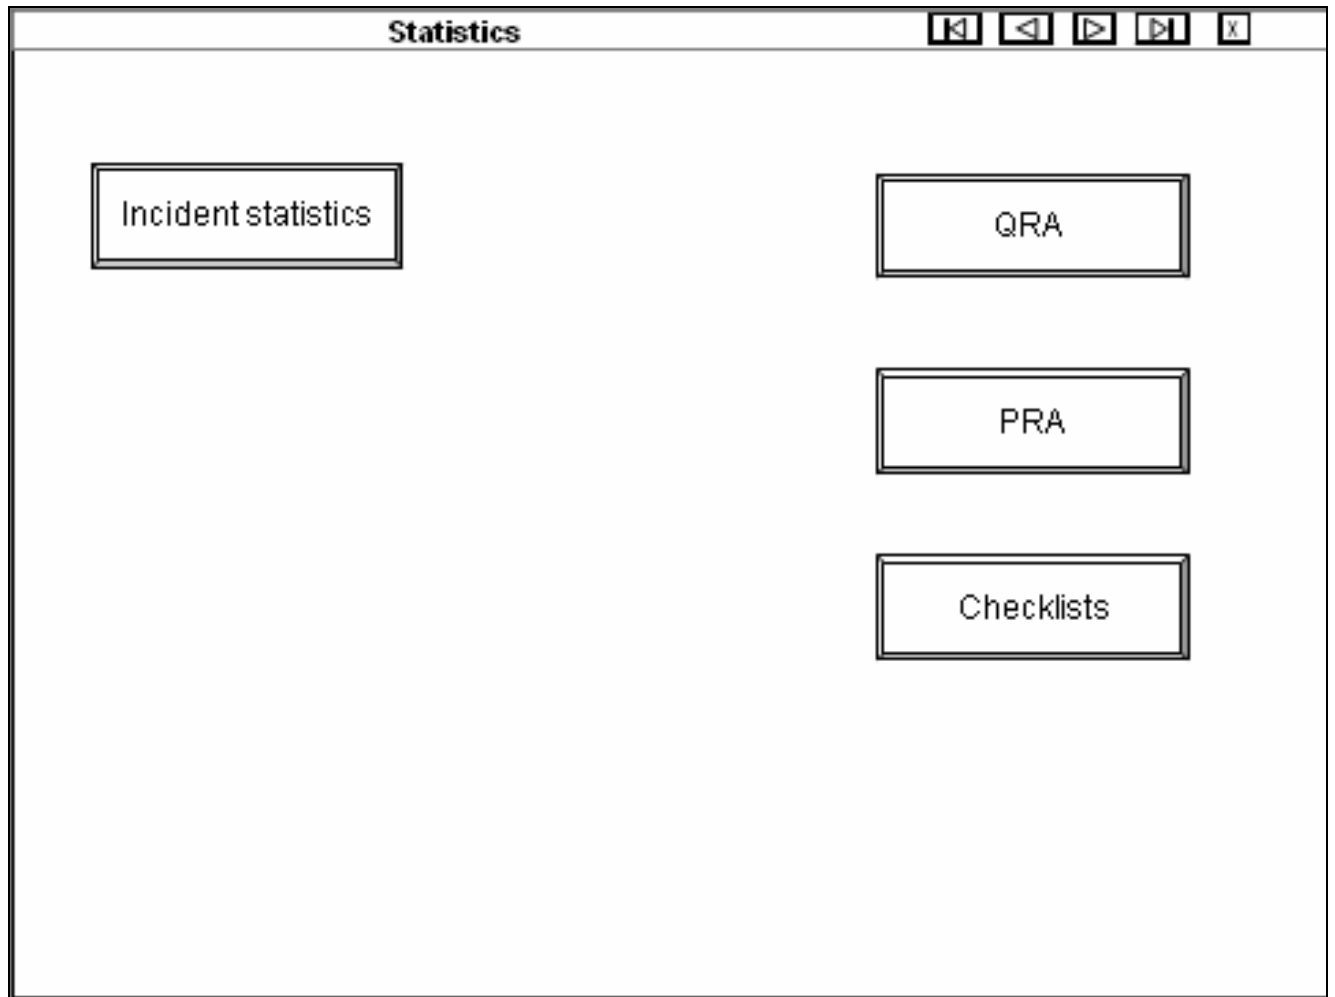 Statistics
X
Incident statistics
QRA
PRA
Checklists